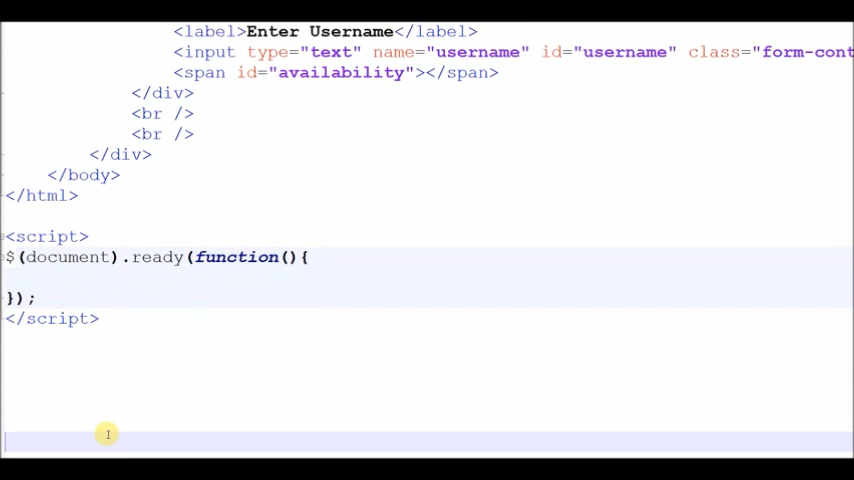 <label>Enter Username</label>
<input type="text" name="username" id="username" class="form-cont
<span id="availability"></span>
</div>
<br />
<br />
</div>
</body>
</html>
<script>
$(document).ready(function(){
});
</script>